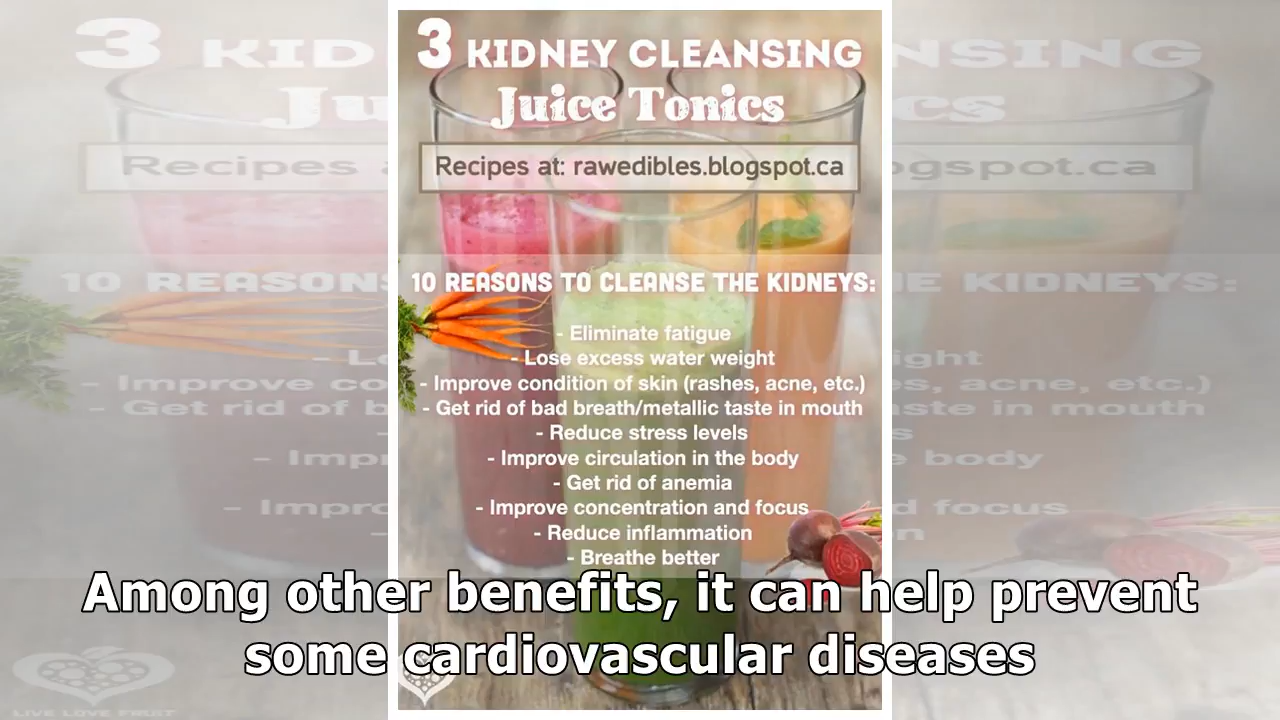 3 KIDNEY CLEANSING
Juice Tonics
Recipes at: rawedibles.blogspot.ca
10 REASONS TO CLEANSE THE KIDNEYS:
- Eliminate fatigue
- Lose excess water weight
- Improve condition of skin (rashes, acne, etc.)
- Get rid of bad breath/metallic taste in mouth
- Reduce stress levels
- Improve circulation in the body
- Get rid of anemia
- Improve concentration and focus
- Reduce inflammation
- Breathe better
Among other benefits, it can help prevent
some cardiovascular diseases
LIVE LOVE FRUIT